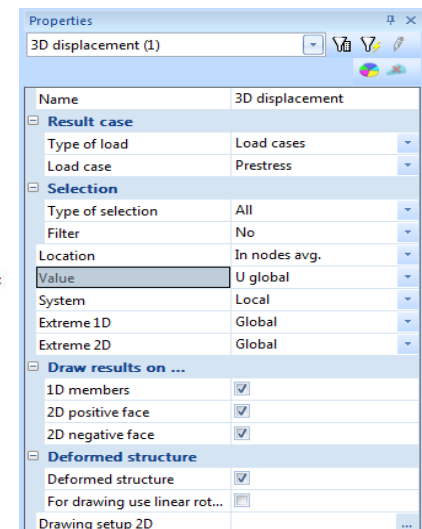 Properties
3D displacement (1)
Name 3D displacement
Result case
Type of load Load cases
Load case Prestress
Selection
Type of selection All
Filter No
Location In nodes avg.
Value U global
System Local
Extreme 1D Global
Extreme 2D Global
Draw results on ...
1D members
2D positive face
2D negative face
Deformed structure
Deformed structure
For drawing use linear rot...
Drawing setup 2D ...